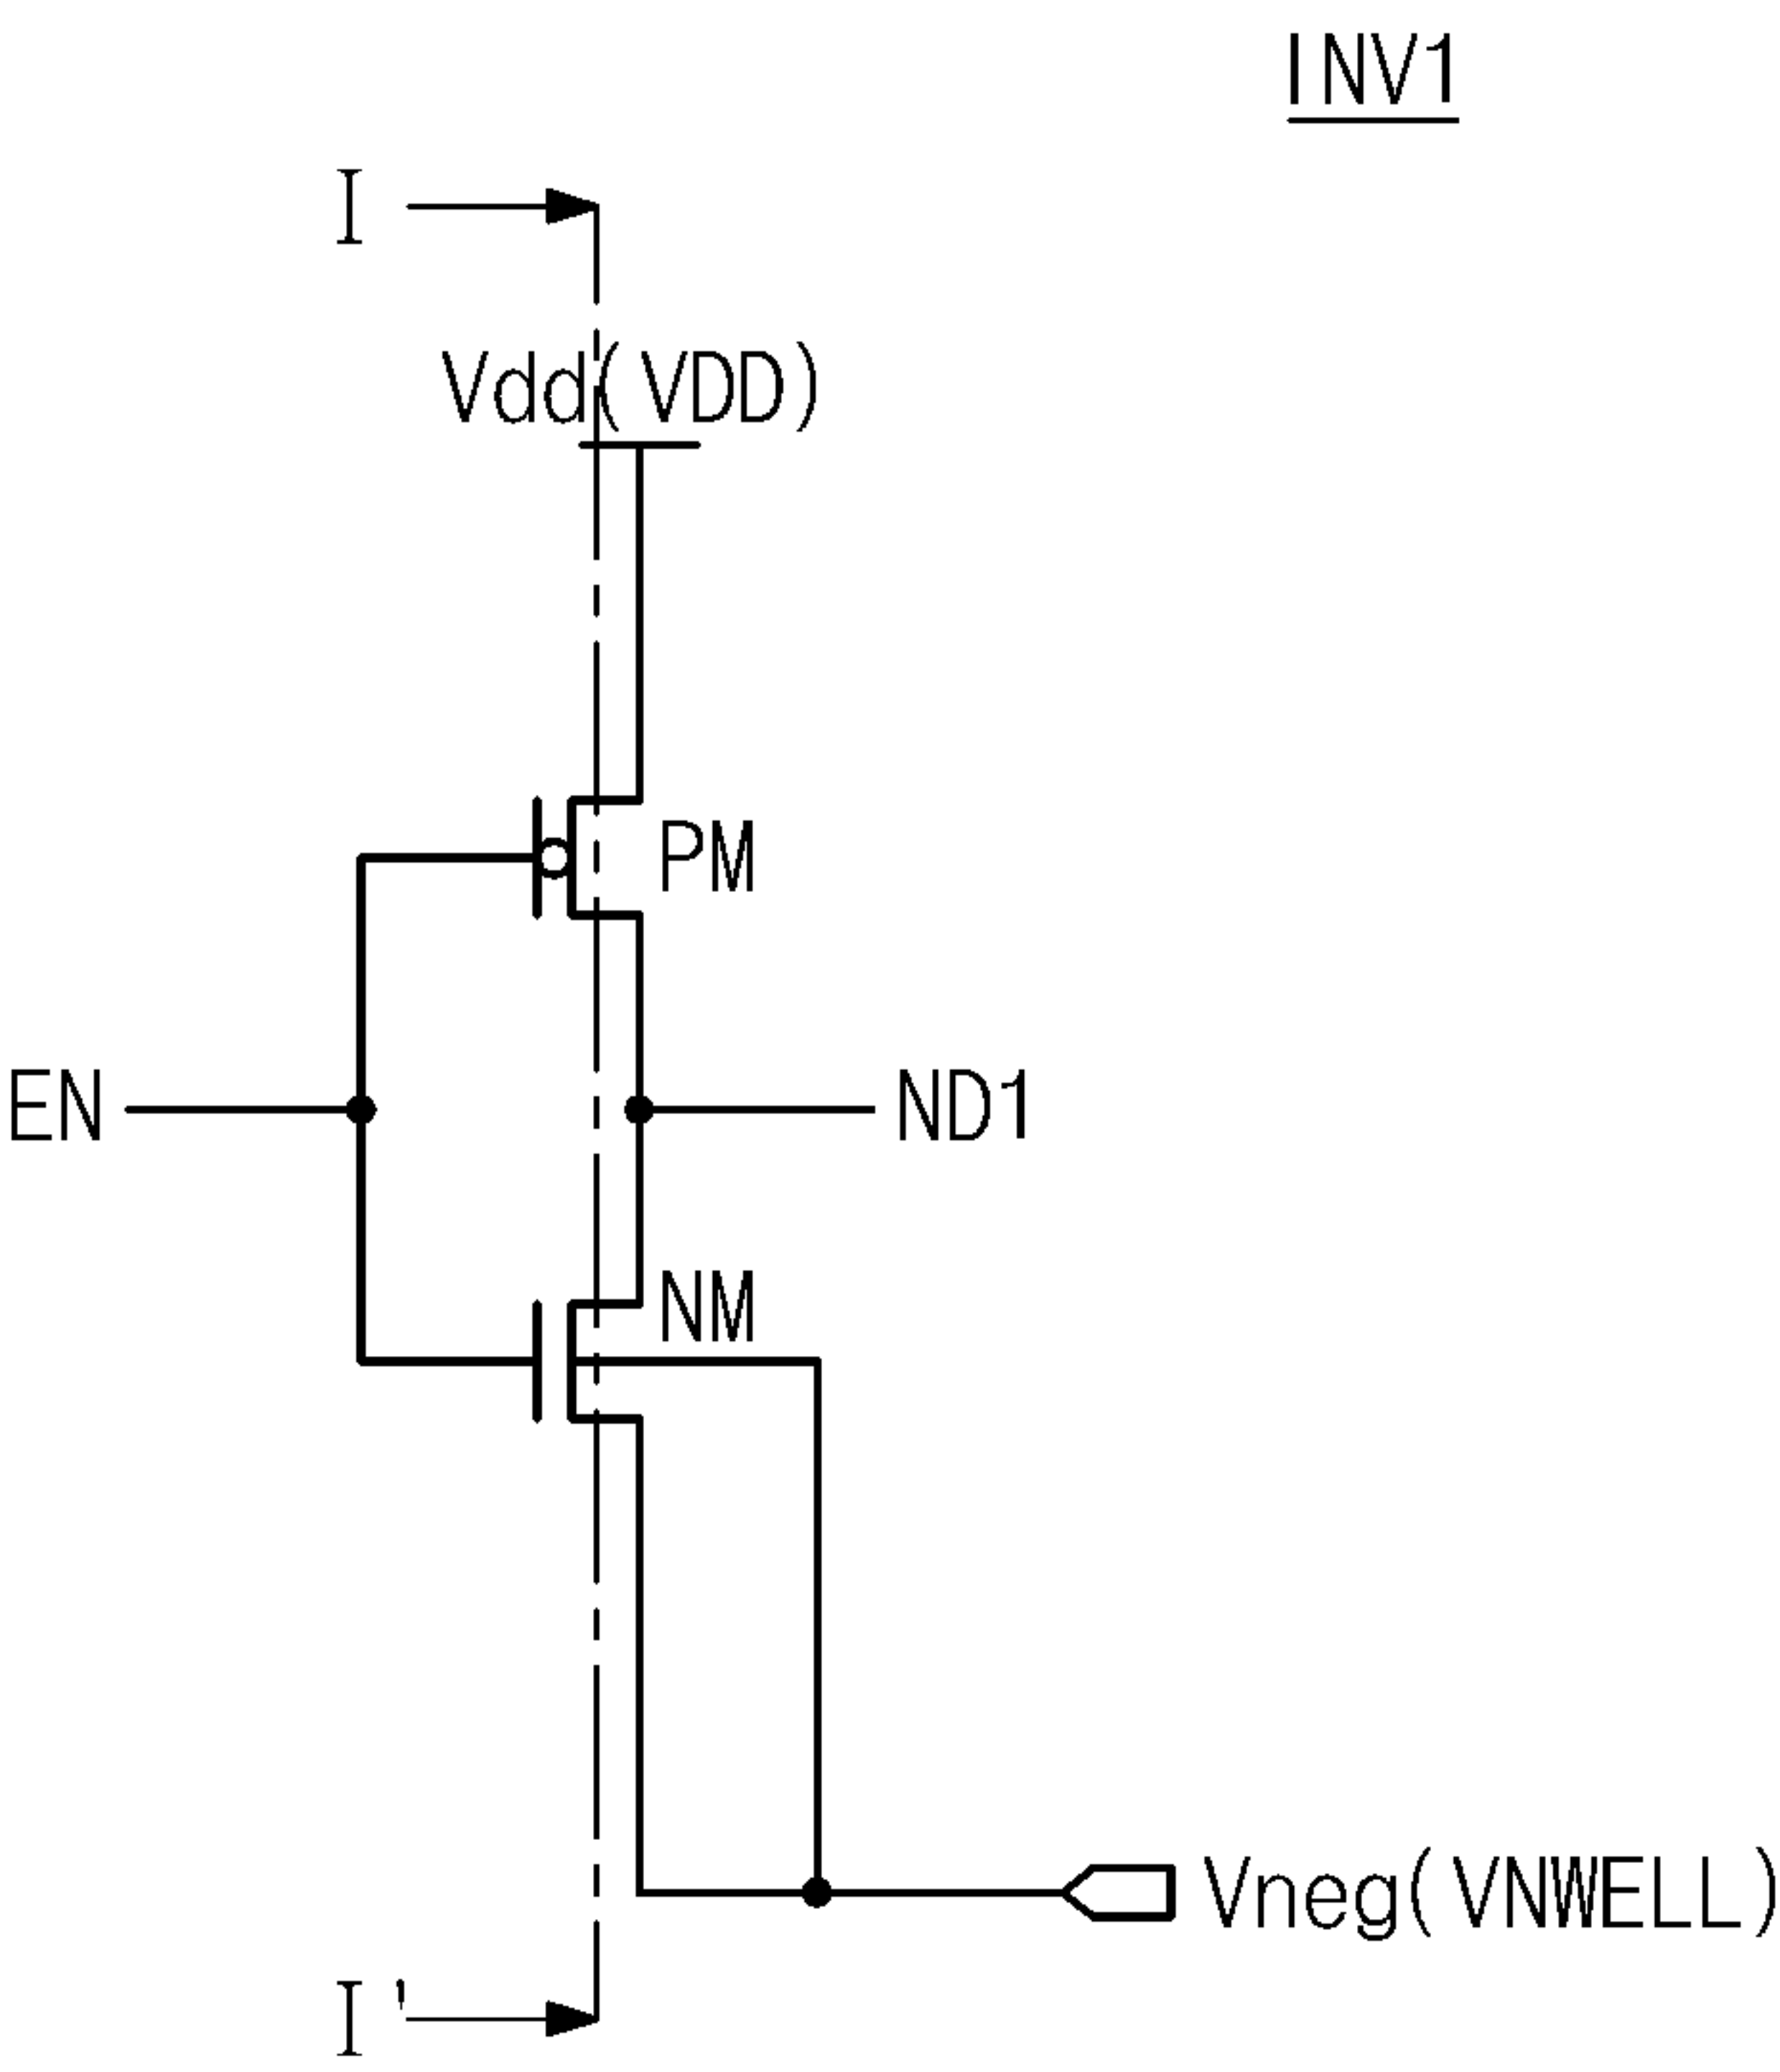 INV1
I
Vdd(VDD)
PM
EN
ND1
NM
Vneg(VNWELL)
I'